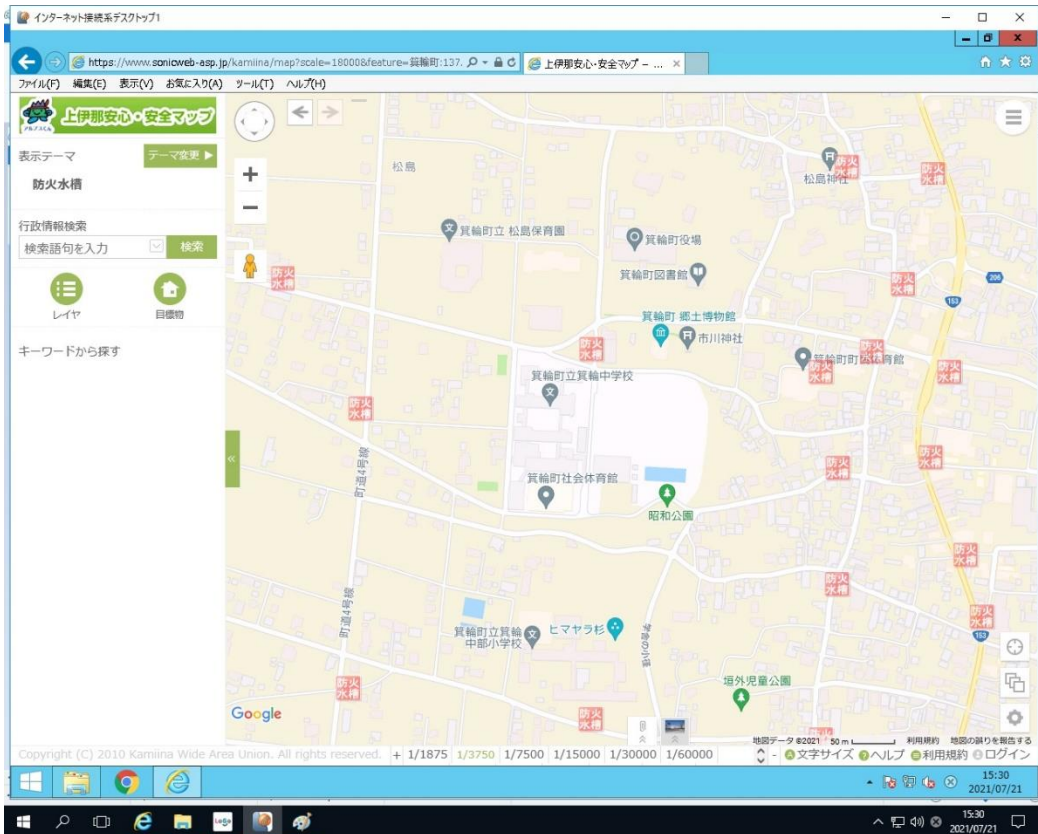 インターネット接続系デスクトップ1
https://www.sonicweb-asp.jp/kamiina/map?scale=18000&feature=箕輪町:137.
上伊那安心・安全マップ – ...
ファイル(F) 編集(E) 表示(V) お気に入り(A) ツール(T) ヘルプ(H)
上伊那安心・安全マップ
表示テーマ
テーマ変更 ▶
防火水槽
行政情報検索
検索語句を入力
検索
レイヤ
目標物
キーワードから探す
松島
松島神社
防火
水槽
防火
水槽
箕輪町立 松島保育園
箕輪町役場
箕輪町図書館
防火
水槽
防火
水槽
206
153
箕輪町 郷土博物館
市川神社
防火
水槽
防火
水槽
防火
水槽
防火
水槽
箕輪町立箕輪中学校
防火
水槽
町道4号線
防火
水槽
防火
水槽
箕輪町社会体育館
昭和公園
防火
水槽
防火
水槽
町道4号線
防火
水槽
153
箕輪町立箕輪
中部小学校
ヒマヤラ杉
学舎の小径
垣外児童公園
防火
水槽
防火
水槽
Google
地図データ ©2021 50 m 利用規約 地図の誤りを報告する
Copyright (C) 2010 Kamiina Wide Area Union. All rights reserved.
+ 1/1875 1/3750 1/7500 1/15000 1/30000 1/60000 -
文字サイズ ヘルプ 利用規約 ログイン
15:30
2021/07/21
15:30
2021/07/21